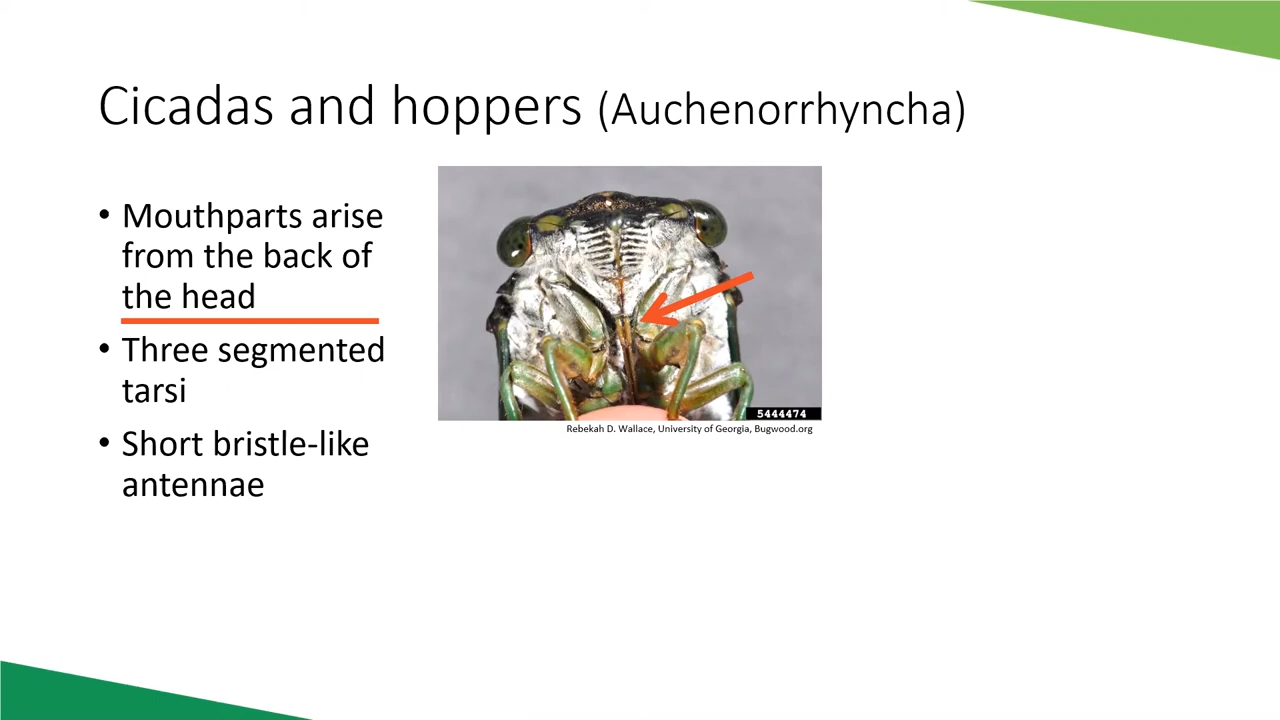 Cicadas and hoppers (Auchenorrhyncha)
• Mouthparts arise
from the back of
the head
• Three segmented
tarsi
• Short bristle-like
antennae
5444474
Rebekah D. Wallace, University of Georgia, Bugwood.org